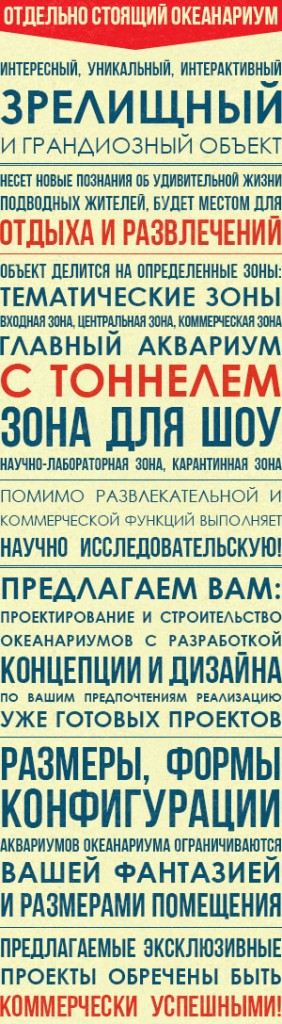 ОТДЕЛЬНО СТОЯЩИЙ ОКЕАНАРИУМ
ИНТЕРЕСНЫЙ, УНИКАЛЬНЫЙ, ИНТЕРАКТИВНЫЙ
ЗРЕЛИЩНЫЙ
И ГРАНДИОЗНЫЙ ОБЪЕКТ
НЕСЕТ НОВЫЕ ПОЗНАНИЯ ОБ УДИВИТЕЛЬНОЙ ЖИЗНИ
ПОДВОДНЫХ ЖИТЕЛЕЙ, БУДЕТ МЕСТОМ ДЛЯ
ОТДЫХА И РАЗВЛЕЧЕНИЙ
ОБЪЕКТ ДЕЛИТСЯ НА ОПРЕДЕЛЕННЫЕ ЗОНЫ:
ТЕМАТИЧЕСКИЕ ЗОНЫ
ВХОДНАЯ ЗОНА, ЦЕНТРАЛЬНАЯ ЗОНА, КОММЕРЧЕСКАЯ ЗОНА
ГЛАВНЫЙ АКВАРИУМ
С ТОННЕЛЕМ
ЗОНА ДЛЯ ШОУ
НАУЧНО-ЛАБОРАТОРНАЯ ЗОНА, КАРАНТИННАЯ ЗОНА
ПОМИМО РАЗВЛЕКАТЕЛЬНОЙ И
КОММЕРЧЕСКОЙ ФУНКЦИЙ ВЫПОЛНЯЕТ
НАУЧНО ИССЛЕДОВАТЕЛЬСКУЮ!
ПРЕДЛАГАЕМ ВАМ:
ПРОЕКТИРОВАНИЕ И СТРОИТЕЛЬСТВО
ОКЕАНАРИУМОВ С РАЗРАБОТКОЙ
КОНЦЕПЦИИ И ДИЗАЙНА
ПО ВАШИМ ПРЕДПОЧТЕНИЯМ РЕАЛИЗАЦИЮ
УЖЕ ГОТОВЫХ ПРОЕКТОВ
РАЗМЕРЫ, ФОРМЫ
КОНФИГУРАЦИИ
АКВАРИУМОВ ОКЕАНАРИУМА ОГРАНИЧИВАЮТСЯ
ВАШЕЙ ФАНТАЗИЕЙ
И РАЗМЕРАМИ ПОМЕЩЕНИЯ
ПРЕДЛАГАЕМЫЕ ЭКСКЛЮЗИВНЫЕ
ПРОЕКТЫ ОБРЕЧЕНЫ БЫТЬ
КОММЕРЧЕСКИ УСПЕШНЫМИ!